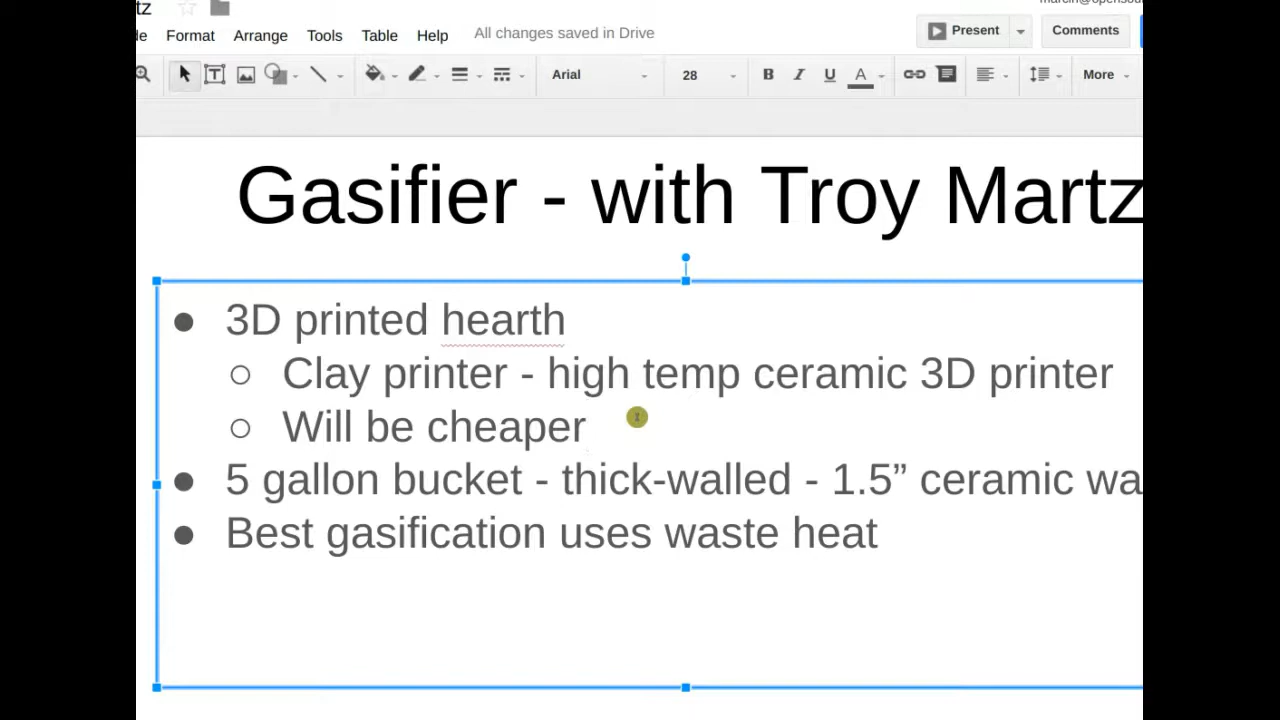 tz
Format Arrange Tools Table Help All changes saved in Drive Present Comments
Arial 28 B I U A More
Gasifier - with Troy Martz
● 3D printed hearth
○ Clay printer - high temp ceramic 3D printer
○ Will be cheaper
● 5 gallon bucket - thick-walled - 1.5” ceramic wa
● Best gasification uses waste heat